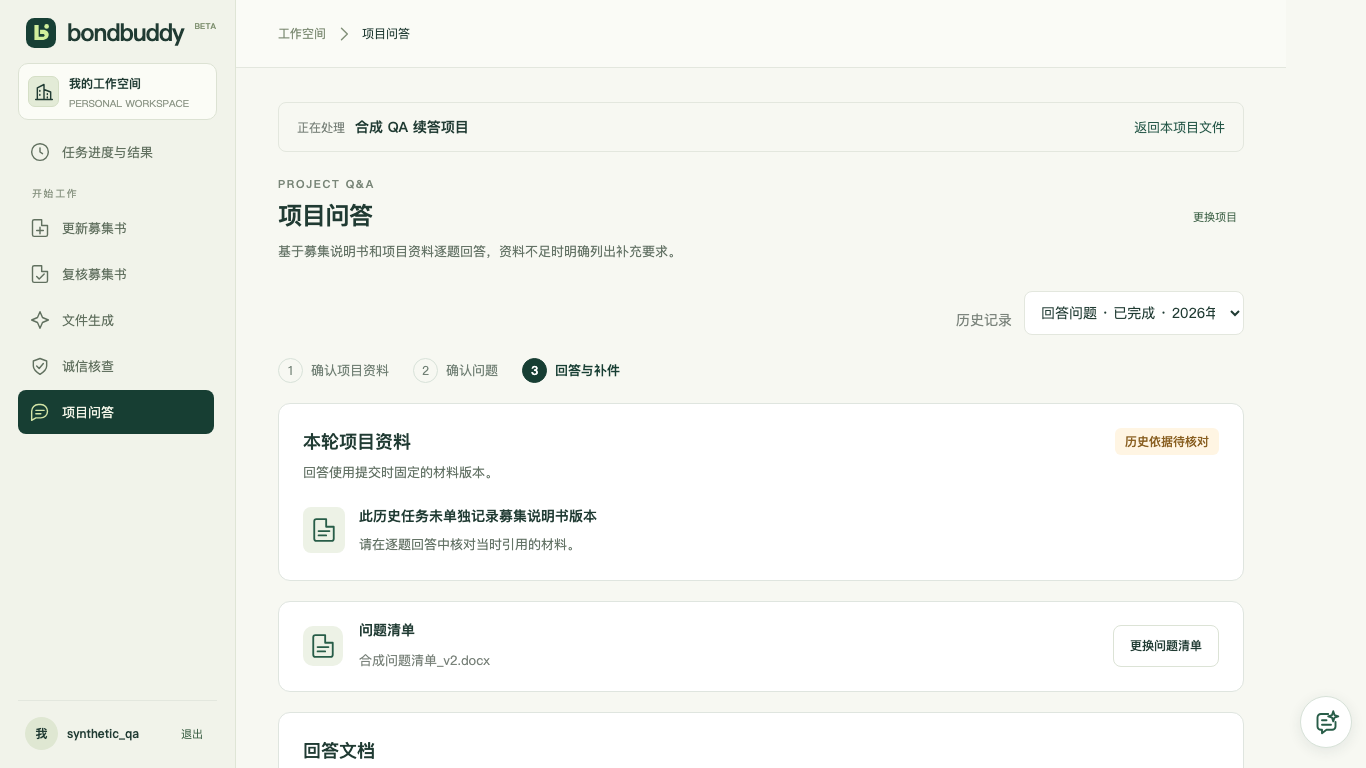 bondbuddy BETA
我的工作空间
PERSONAL WORKSPACE
任务进度与结果
开始工作
更新募集书
复核募集书
文件生成
诚信核查
项目问答
我 synthetic_qa 退出
工作空间 项目问答
正在处理 合成 QA 续答项目 返回本项目文件
PROJECT Q&A
项目问答 更换项目
基于募集说明书和项目资料逐题回答，资料不足时明确列出补充要求。
历史记录 回答问题 · 已完成 · 2026年
1 确认项目资料 2 确认问题 3 回答与补件
本轮项目资料 历史依据待核对
回答使用提交时固定的材料版本。
此历史任务未单独记录募集说明书版本
请在逐题回答中核对当时引用的材料。
问题清单
合成问题清单_v2.docx
更换问题清单
回答文档